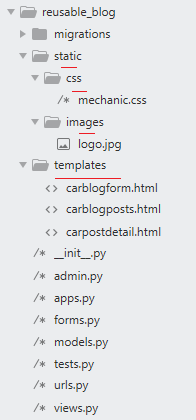 reusable_blog
migrations
static
css
/* mechanic.css
images
logo.jpg
templates
<> carblogform.html
<> carblogposts.html
<> carpostdetail.html
/* __init__.py
/* admin.py
/* apps.py
/* forms.py
/* models.py
/* tests.py
/* urls.py
/* views.py